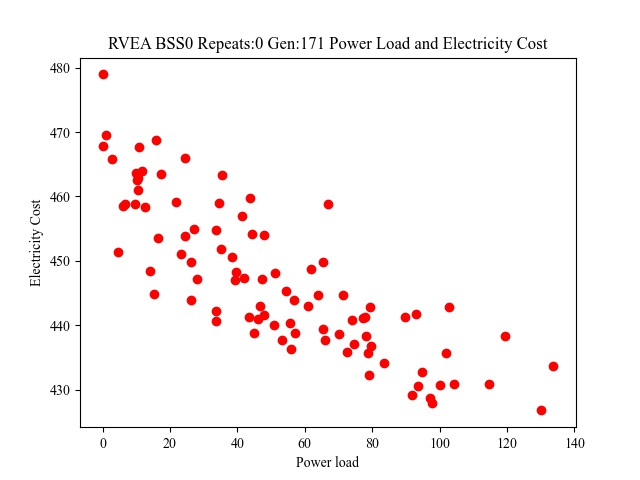 RVEA BSS0 Repeats:0 Gen:171 Power Load and Electricity Cost
480
470
460
450
440
430
Electricity Cost
0 20 40 60 80 100 120 140
Power load